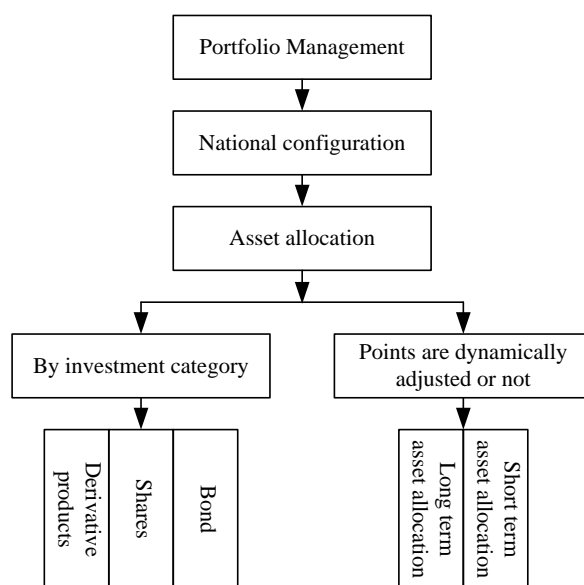 Portfolio Management
National configuration
Asset allocation
By investment category
Points are dynamically
adjusted or not
Derivative
products
Shares
Bond
Long term
asset allocation
Short term
asset allocation